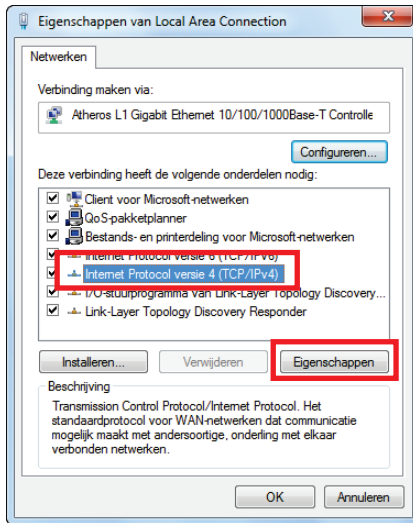 Eigenschappen van Local Area Connection
Netwerken
Verbinding maken via:
Atheros L1 Gigabit Ethernet 10/100/1000Base-T Controlle
Configureren...
Deze verbinding heeft de volgende onderdelen nodig:
Client voor Microsoft-netwerken
QoS-pakketplanner
Bestands- en printerdeling voor Microsoft-netwerken
Internet Protocol versie 6 (TCP/IPv6)
Internet Protocol versie 4 (TCP/IPv4)
I/O-stuurprogramma van Link-Layer Topology Discovery...
Link-Layer Topology Discovery Responder
Installeren... Verwijderen Eigenschappen
Beschrijving
Transmission Control Protocol/Internet Protocol. Het
standaardprotocol voor WAN-netwerken dat communicatie
mogelijk maakt met andersoortige, onderling met elkaar
verbonden netwerken.
OK Annuleren